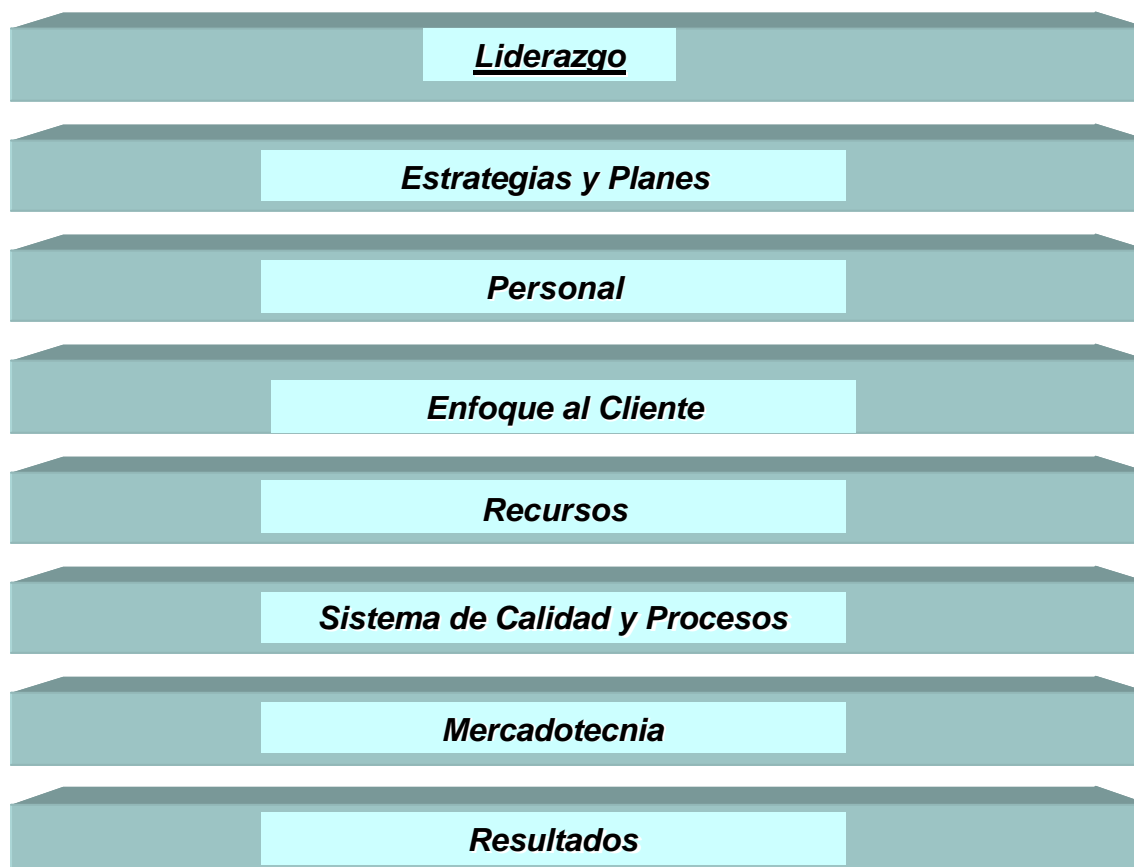 Liderazgo
Estrategias y Planes
Personal
Enfoque al Cliente
Recursos
Sistema de Calidad y Procesos
Mercadotecnia
Resultados